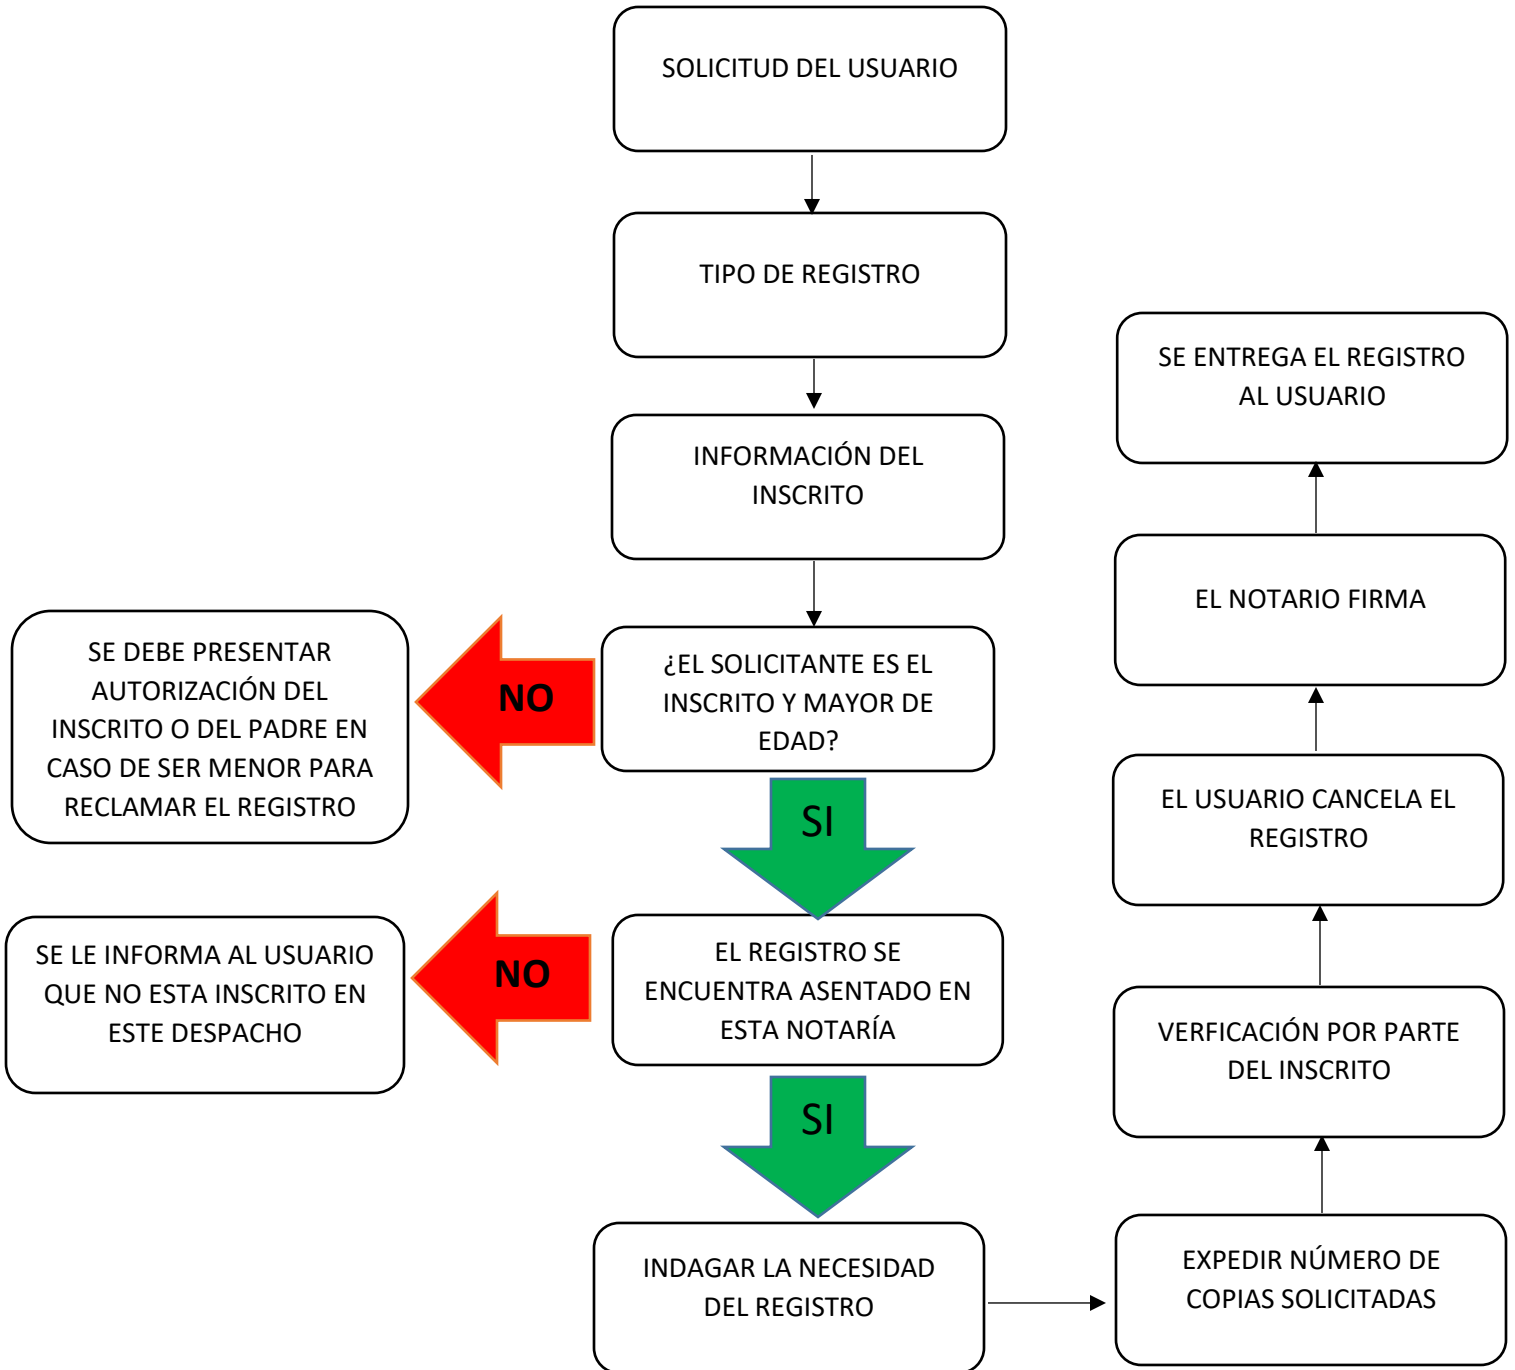 SOLICITUD DEL USUARIO
TIPO DE REGISTRO
INFORMACIÓN DEL
INSCRITO
¿EL SOLICITANTE ES EL
INSCRITO Y MAYOR DE
EDAD?
NO
SE DEBE PRESENTAR
AUTORIZACIÓN DEL
INSCRITO O DEL PADRE EN
CASO DE SER MENOR PARA
RECLAMAR EL REGISTRO
SI
EL REGISTRO SE
ENCUENTRA ASENTADO EN
ESTA NOTARÍA
NO
SE LE INFORMA AL USUARIO
QUE NO ESTA INSCRITO EN
ESTE DESPACHO
SI
INDAGAR LA NECESIDAD
DEL REGISTRO
EXPEDIR NÚMERO DE
COPIAS SOLICITADAS
VERFICACIÓN POR PARTE
DEL INSCRITO
EL USUARIO CANCELA EL
REGISTRO
EL NOTARIO FIRMA
SE ENTREGA EL REGISTRO
AL USUARIO